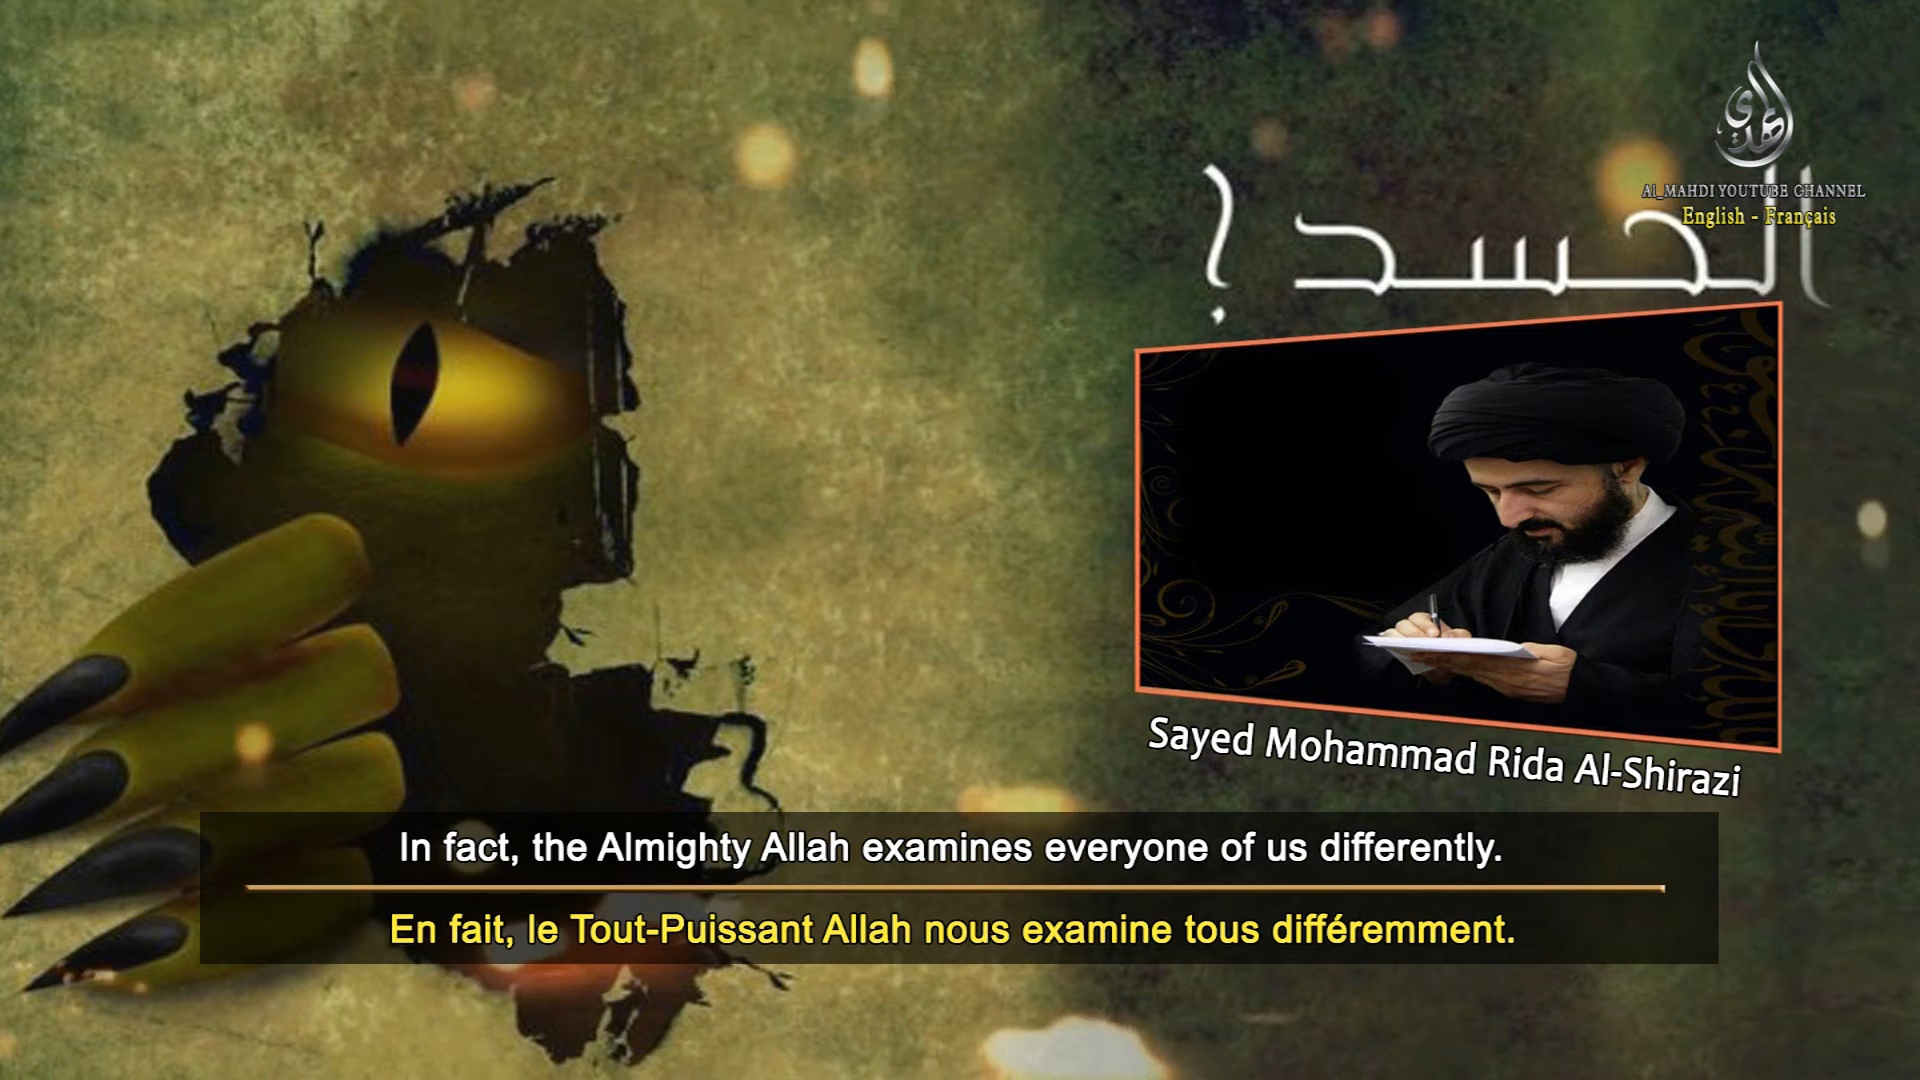 المهدي
Al_MAHDI YOUTUBE CHANNEL
English - Français
الحسد؟
Sayed Mohammad Rida Al-Shirazi
In fact, the Almighty Allah examines everyone of us differently.
En fait, le Tout-Puissant Allah nous examine tous différemment.